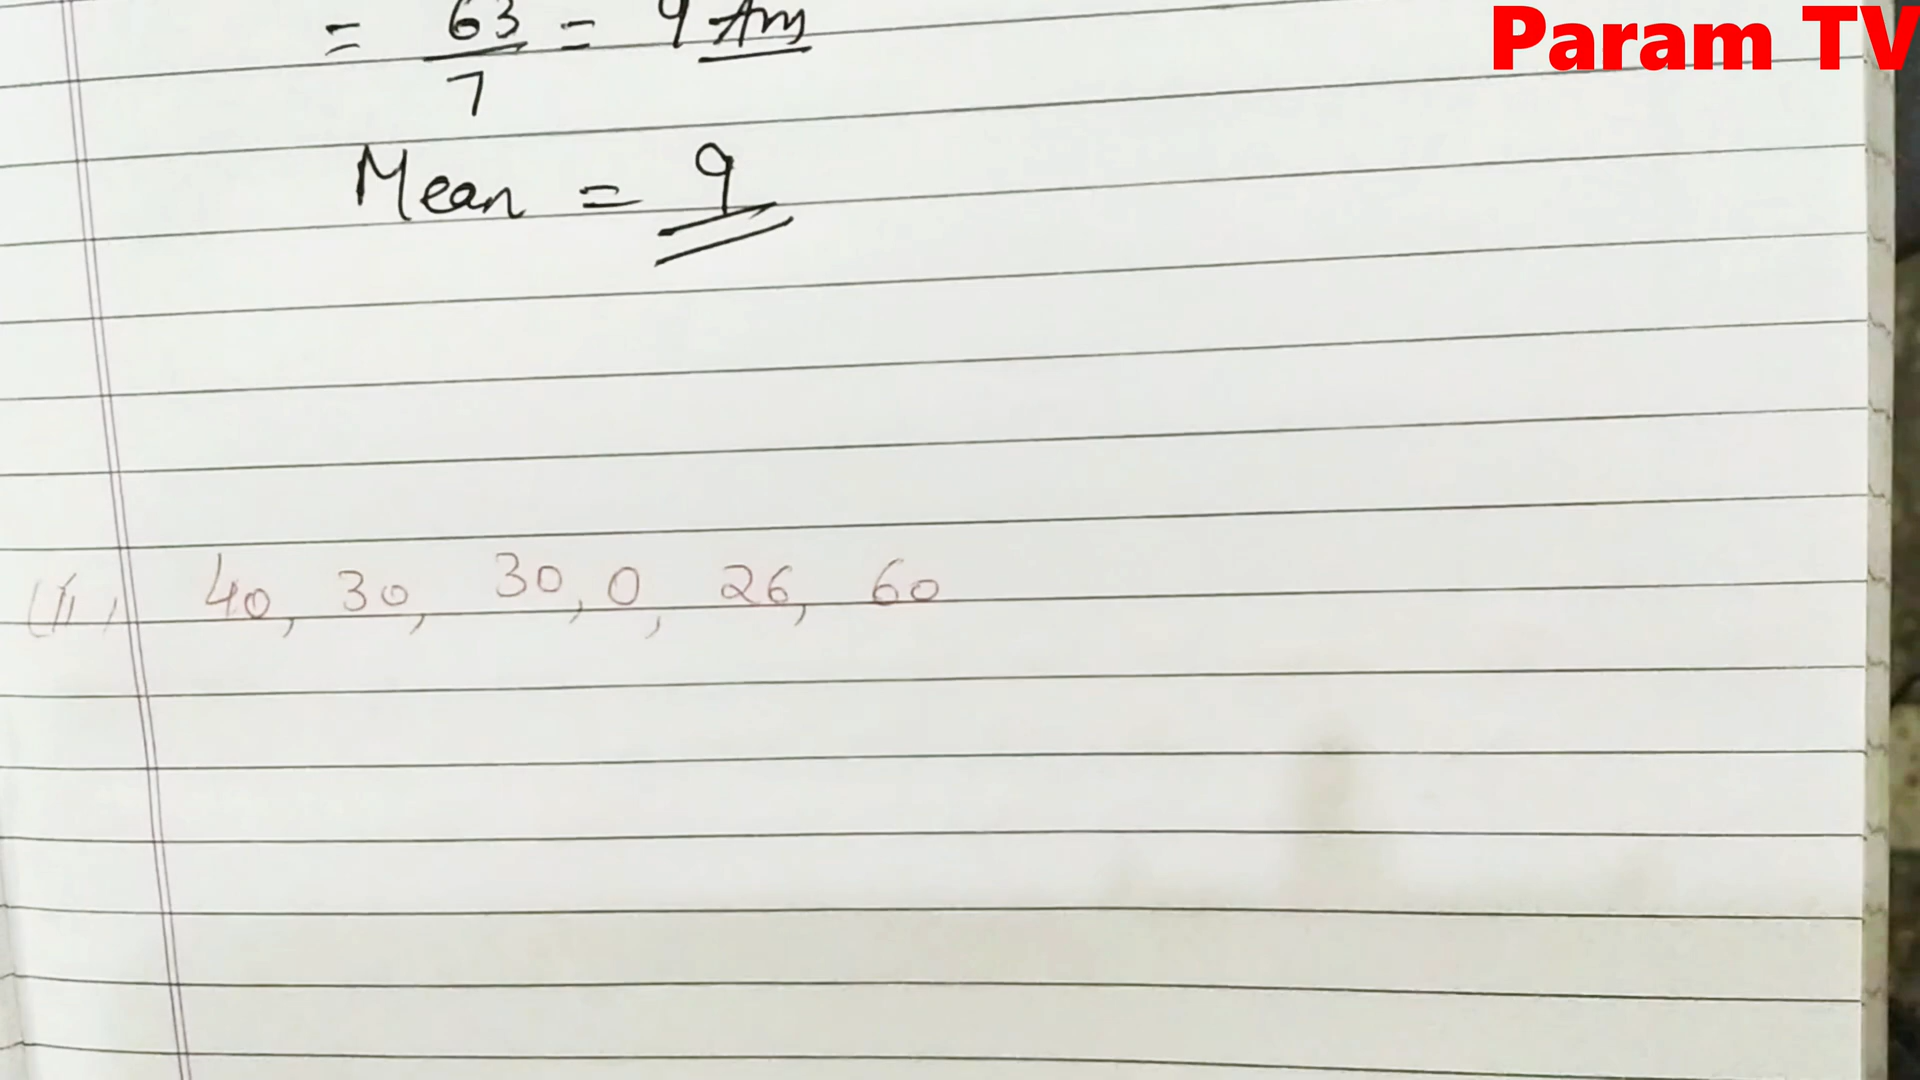 Param TV
= 63/7 = 9 Ans
Mean = 9
(ii) 40, 30, 30, 0, 26, 60